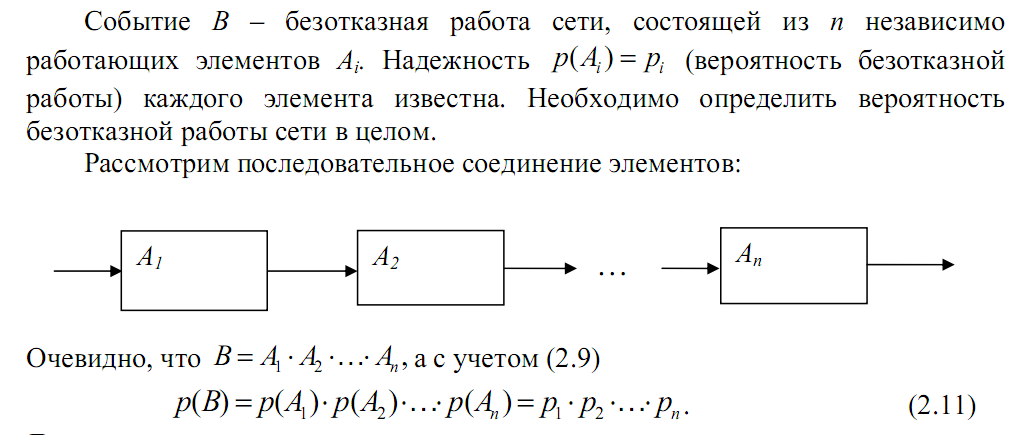 Событие B – безотказная работа сети, состоящей из n независимо
работающих элементов Aᵢ. Надежность p(Aᵢ) = pᵢ (вероятность безотказной
работы) каждого элемента известна. Необходимо определить вероятность
безотказной работы сети в целом.
Рассмотрим последовательное соединение элементов:
A₁ A₂ … Aₙ
Очевидно, что B = A₁ · A₂ · … · Aₙ, а с учетом (2.9)
p(B) = p(A₁) · p(A₂) · … · p(Aₙ) = p₁ · p₂ · … · pₙ. (2.11)